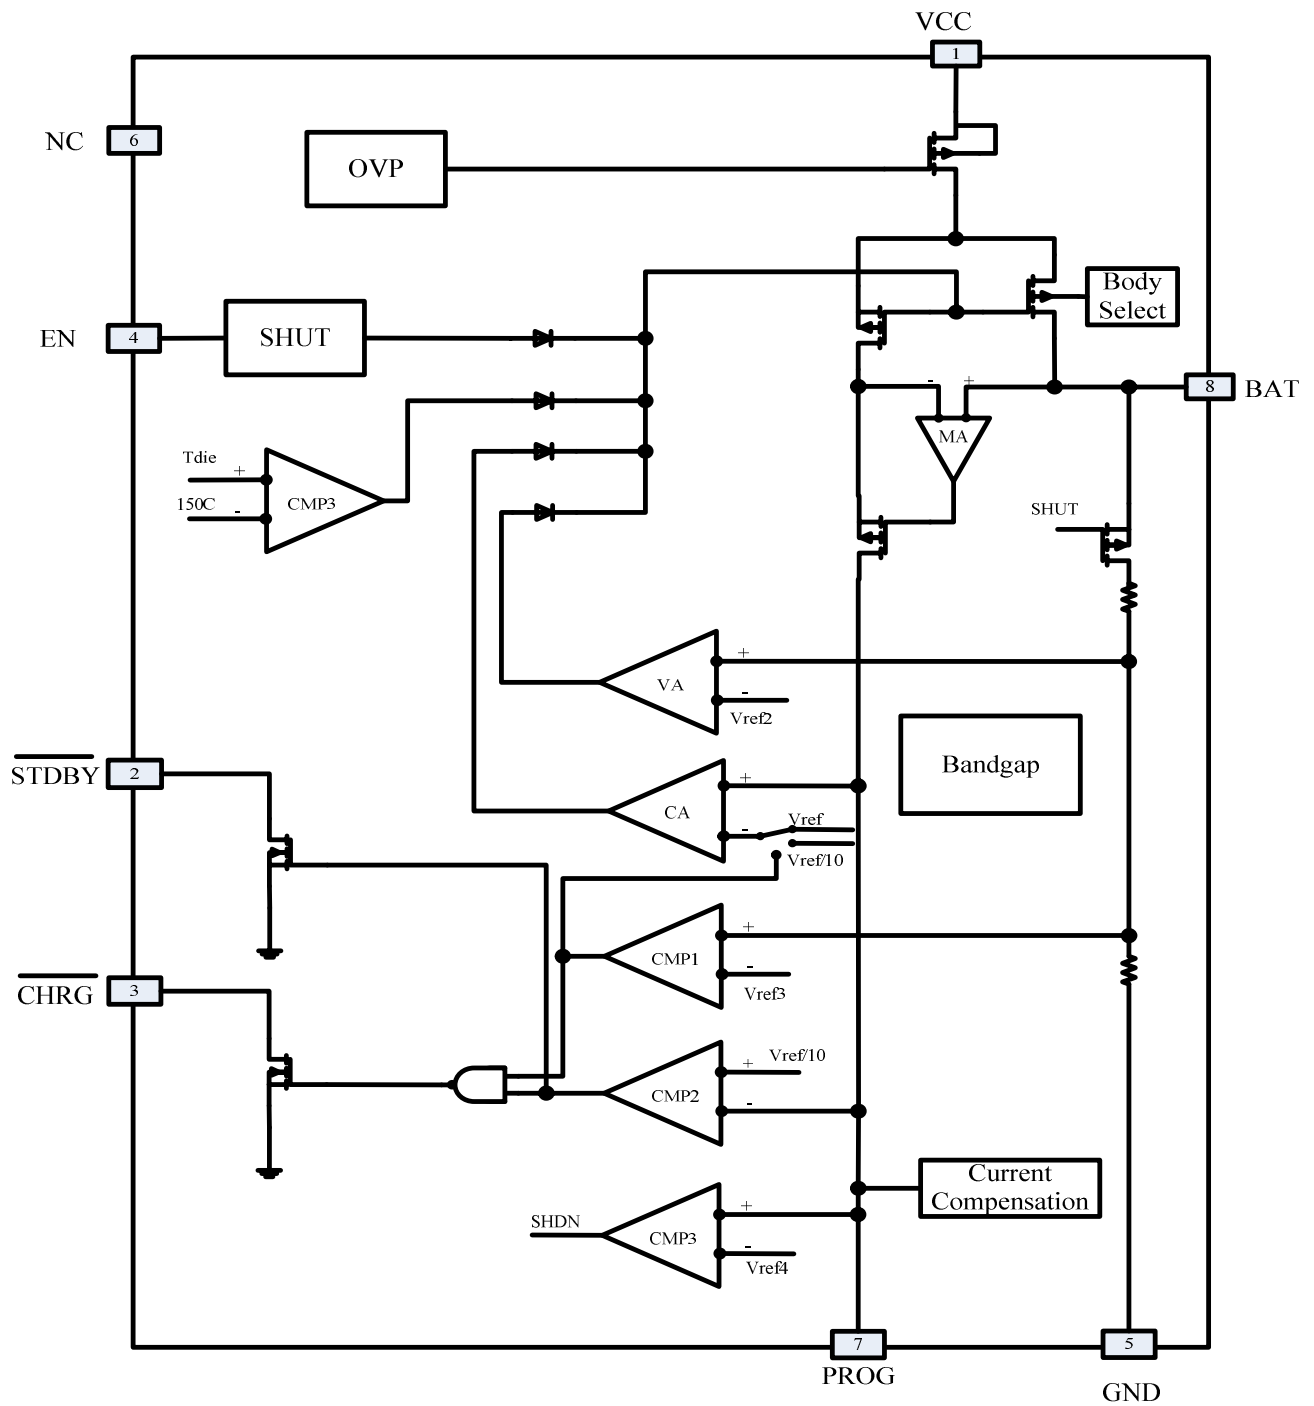 VCC
1
NC
6
OVP
Body
Select
EN
4
SHUT
-
+
8
BAT
MA
Tdie
+
150C
-
CMP3
SHUT
+
VA
-
Vref2
STDBY
2
Bandgap
+
CA
Vref
-
Vref/10
+
CMP1
-
Vref3
CHRG
3
Vref/10
+
CMP2
-
Current
Compensation
+
SHDN
CMP3
-
Vref4
7
PROG
5
GND